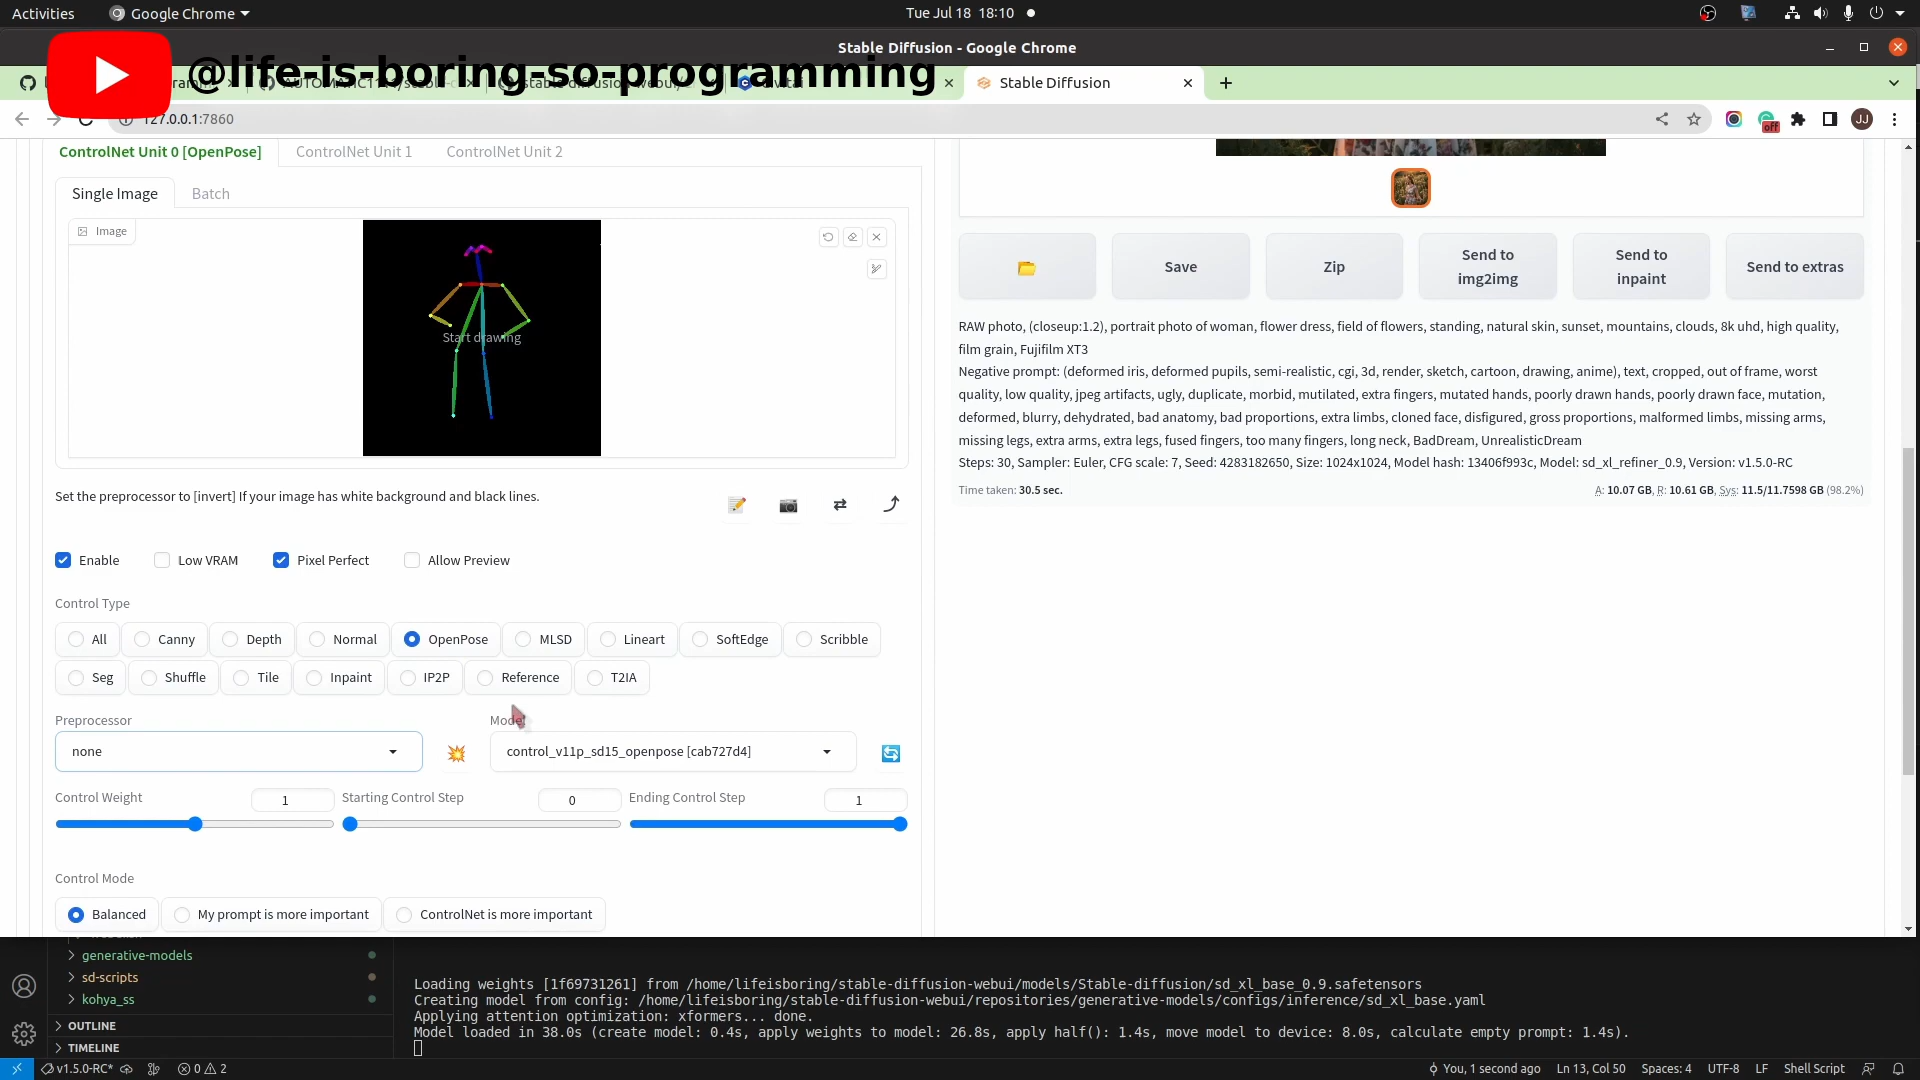 Activities
Google Chrome
Tue Jul 18 18:10
Stable Diffusion - Google Chrome
@life-is-boring-so-programming
Stable Diffusion
127.0.0.1:7860
off
JJ
ControlNet Unit 0 [OpenPose]
ControlNet Unit 1
ControlNet Unit 2
Single Image
Batch
Image
Start drawing
Save
Zip
Send to
img2img
Send to
inpaint
Send to extras
RAW photo, (closeup:1.2), portrait photo of woman, flower dress, field of flowers, standing, natural skin, sunset, mountains, clouds, 8k uhd, high quality,
film grain, Fujifilm XT3
Negative prompt: (deformed iris, deformed pupils, semi-realistic, cgi, 3d, render, sketch, cartoon, drawing, anime), text, cropped, out of frame, worst
quality, low quality, jpeg artifacts, ugly, duplicate, morbid, mutilated, extra fingers, mutated hands, poorly drawn hands, poorly drawn face, mutation,
deformed, blurry, dehydrated, bad anatomy, bad proportions, extra limbs, cloned face, disfigured, gross proportions, malformed limbs, missing arms,
missing legs, extra arms, extra legs, fused fingers, too many fingers, long neck, BadDream, UnrealisticDream
Steps: 30, Sampler: Euler, CFG scale: 7, Seed: 4283182650, Size: 1024x1024, Model hash: 13406f993c, Model: sd_xl_refiner_0.9, Version: v1.5.0-RC
Time taken: 30.5 sec.
A: 10.07 GB, R: 10.61 GB, Sys: 11.5/11.7598 GB (98.2%)
Set the preprocessor to [invert] If your image has white background and black lines.
Enable
Low VRAM
Pixel Perfect
Allow Preview
Control Type
All
Canny
Depth
Normal
OpenPose
MLSD
Lineart
SoftEdge
Scribble
Seg
Shuffle
Tile
Inpaint
IP2P
Reference
T2IA
Preprocessor
Model
none
control_v11p_sd15_openpose [cab727d4]
Control Weight
1
Starting Control Step
0
Ending Control Step
1
Control Mode
Balanced
My prompt is more important
ControlNet is more important
generative-models
sd-scripts
kohya_ss
OUTLINE
TIMELINE
Loading weights [1f69731261] from /home/lifeisboring/stable-diffusion-webui/models/Stable-diffusion/sd_xl_base_0.9.safetensors
Creating model from config: /home/lifeisboring/stable-diffusion-webui/repositories/generative-models/configs/inference/sd_xl_base.yaml
Applying attention optimization: xformers... done.
Model loaded in 38.0s (create model: 0.4s, apply weights to model: 26.8s, apply half(): 1.4s, move model to device: 8.0s, calculate empty prompt: 1.4s).
v1.5.0-RC*
0
2
You, 1 second ago
Ln 13, Col 50
Spaces: 4
UTF-8
LF
Shell Script